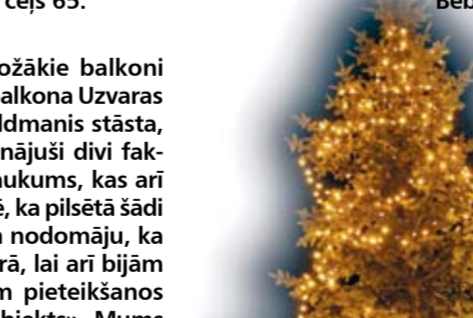 ceļš 65.
ožākie balkoni
alkona Uzvaras
ldmanis stāsta,
nājuši divi fak-
ukums, kas arī
, ka pilsētā šādi
nodomāju, ka
rā, lai arī bijām
m pieteikšanos